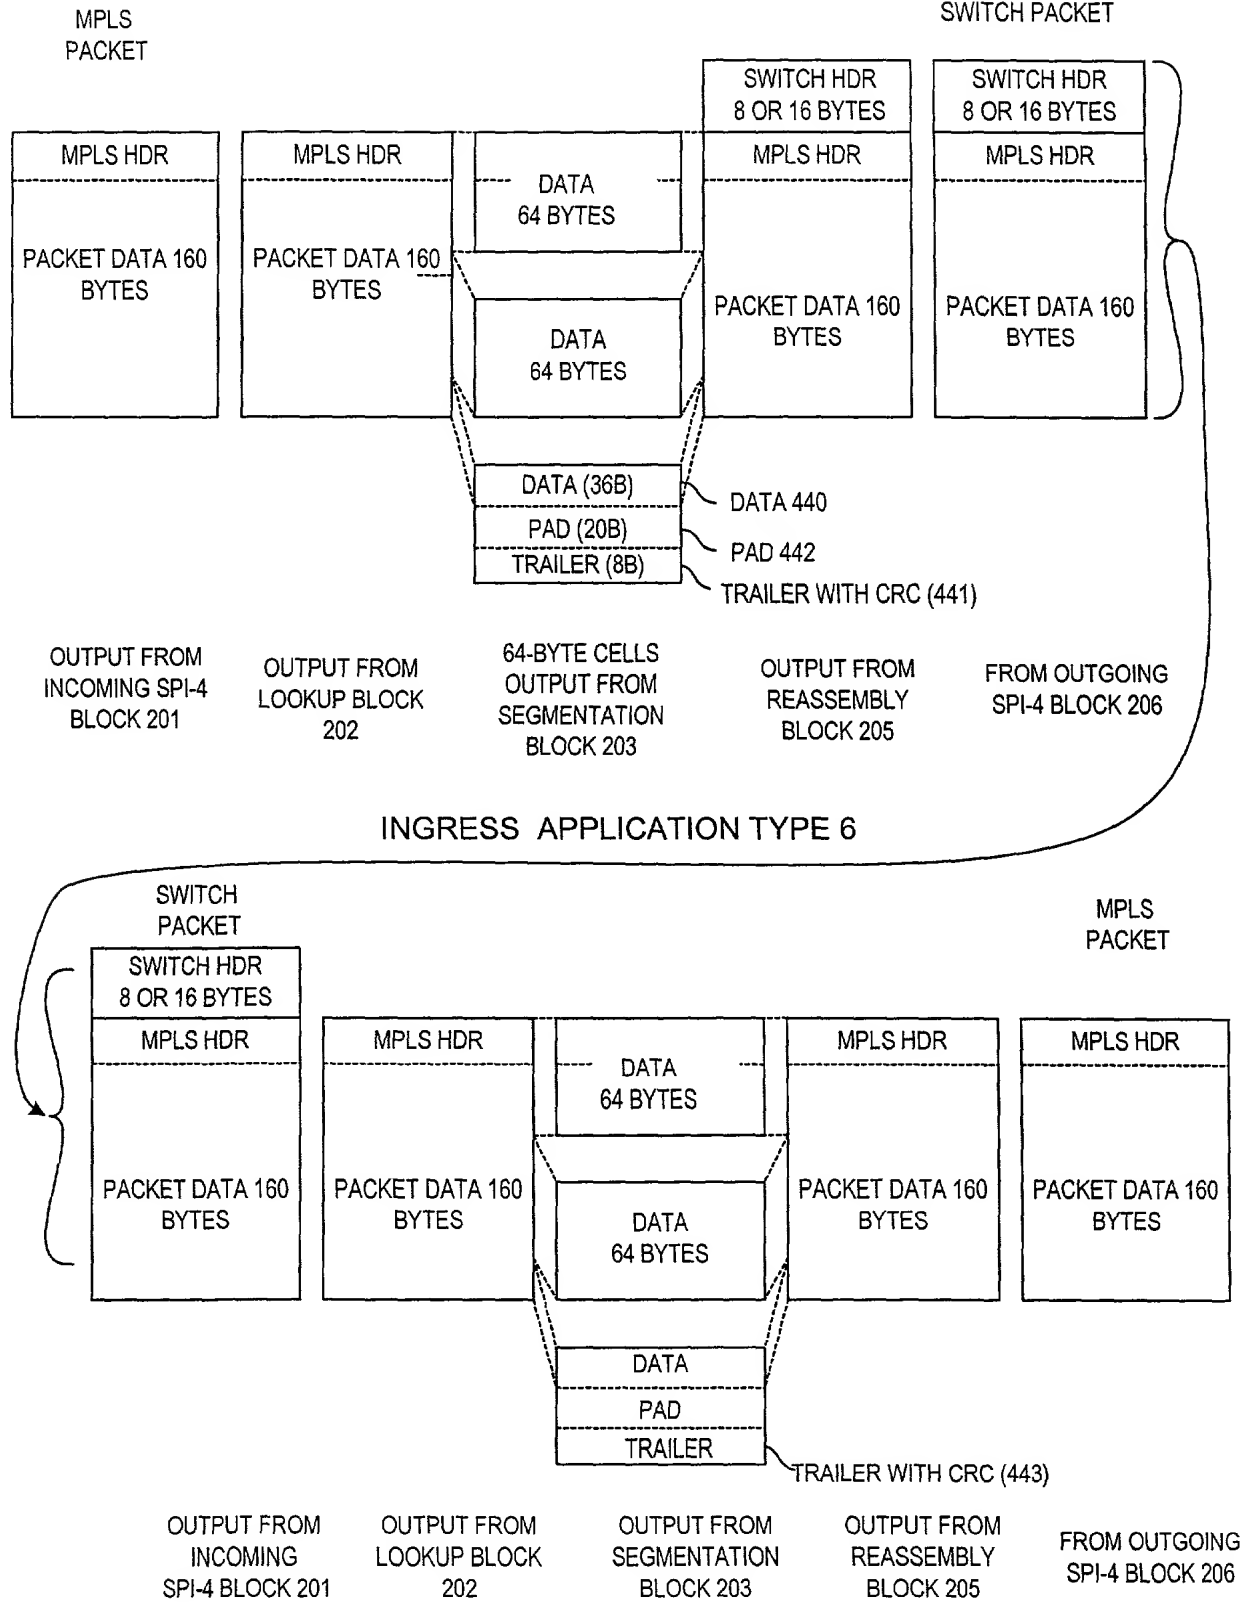 MPLS
PACKET
SWITCH PACKET
MPLS HDR
PACKET DATA 160
BYTES
MPLS HDR
PACKET DATA 160
BYTES
DATA
64 BYTES
DATA
64 BYTES
DATA (36B)
PAD (20B)
TRAILER (8B)
DATA 440
PAD 442
TRAILER WITH CRC (441)
SWITCH HDR
8 OR 16 BYTES
MPLS HDR
PACKET DATA 160
BYTES
SWITCH HDR
8 OR 16 BYTES
MPLS HDR
PACKET DATA 160
BYTES
OUTPUT FROM
INCOMING SPI-4
BLOCK 201
OUTPUT FROM
LOOKUP BLOCK
202
64-BYTE CELLS
OUTPUT FROM
SEGMENTATION
BLOCK 203
OUTPUT FROM
REASSEMBLY
BLOCK 205
FROM OUTGOING
SPI-4 BLOCK 206
INGRESS APPLICATION TYPE 6
SWITCH
PACKET
MPLS
PACKET
SWITCH HDR
8 OR 16 BYTES
MPLS HDR
PACKET DATA 160
BYTES
MPLS HDR
PACKET DATA 160
BYTES
DATA
64 BYTES
DATA
64 BYTES
DATA
PAD
TRAILER
TRAILER WITH CRC (443)
MPLS HDR
PACKET DATA 160
BYTES
MPLS HDR
PACKET DATA 160
BYTES
OUTPUT FROM
INCOMING
SPI-4 BLOCK 201
OUTPUT FROM
LOOKUP BLOCK
202
OUTPUT FROM
SEGMENTATION
BLOCK 203
OUTPUT FROM
REASSEMBLY
BLOCK 205
FROM OUTGOING
SPI-4 BLOCK 206